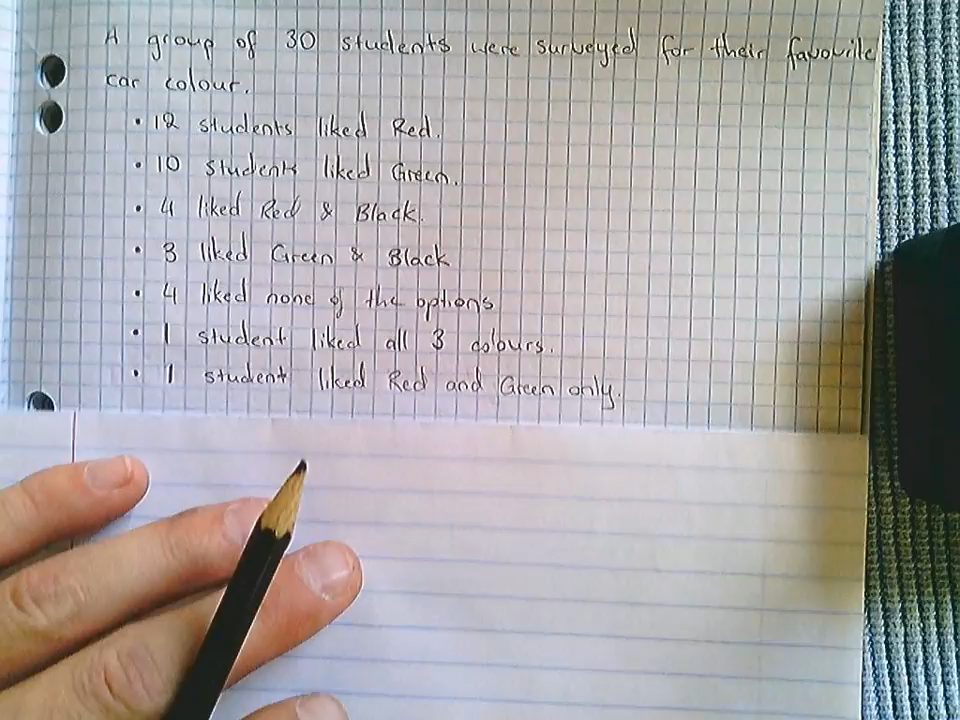 A group of 30 students were surveyed for their favourite
car colour.
• 12 students liked Red.
• 10 students liked Green.
• 4 liked Red & Black.
• 3 liked Green & Black
• 4 liked none of the options
• 1 student liked all 3 colours.
• 1 student liked Red and Green only.